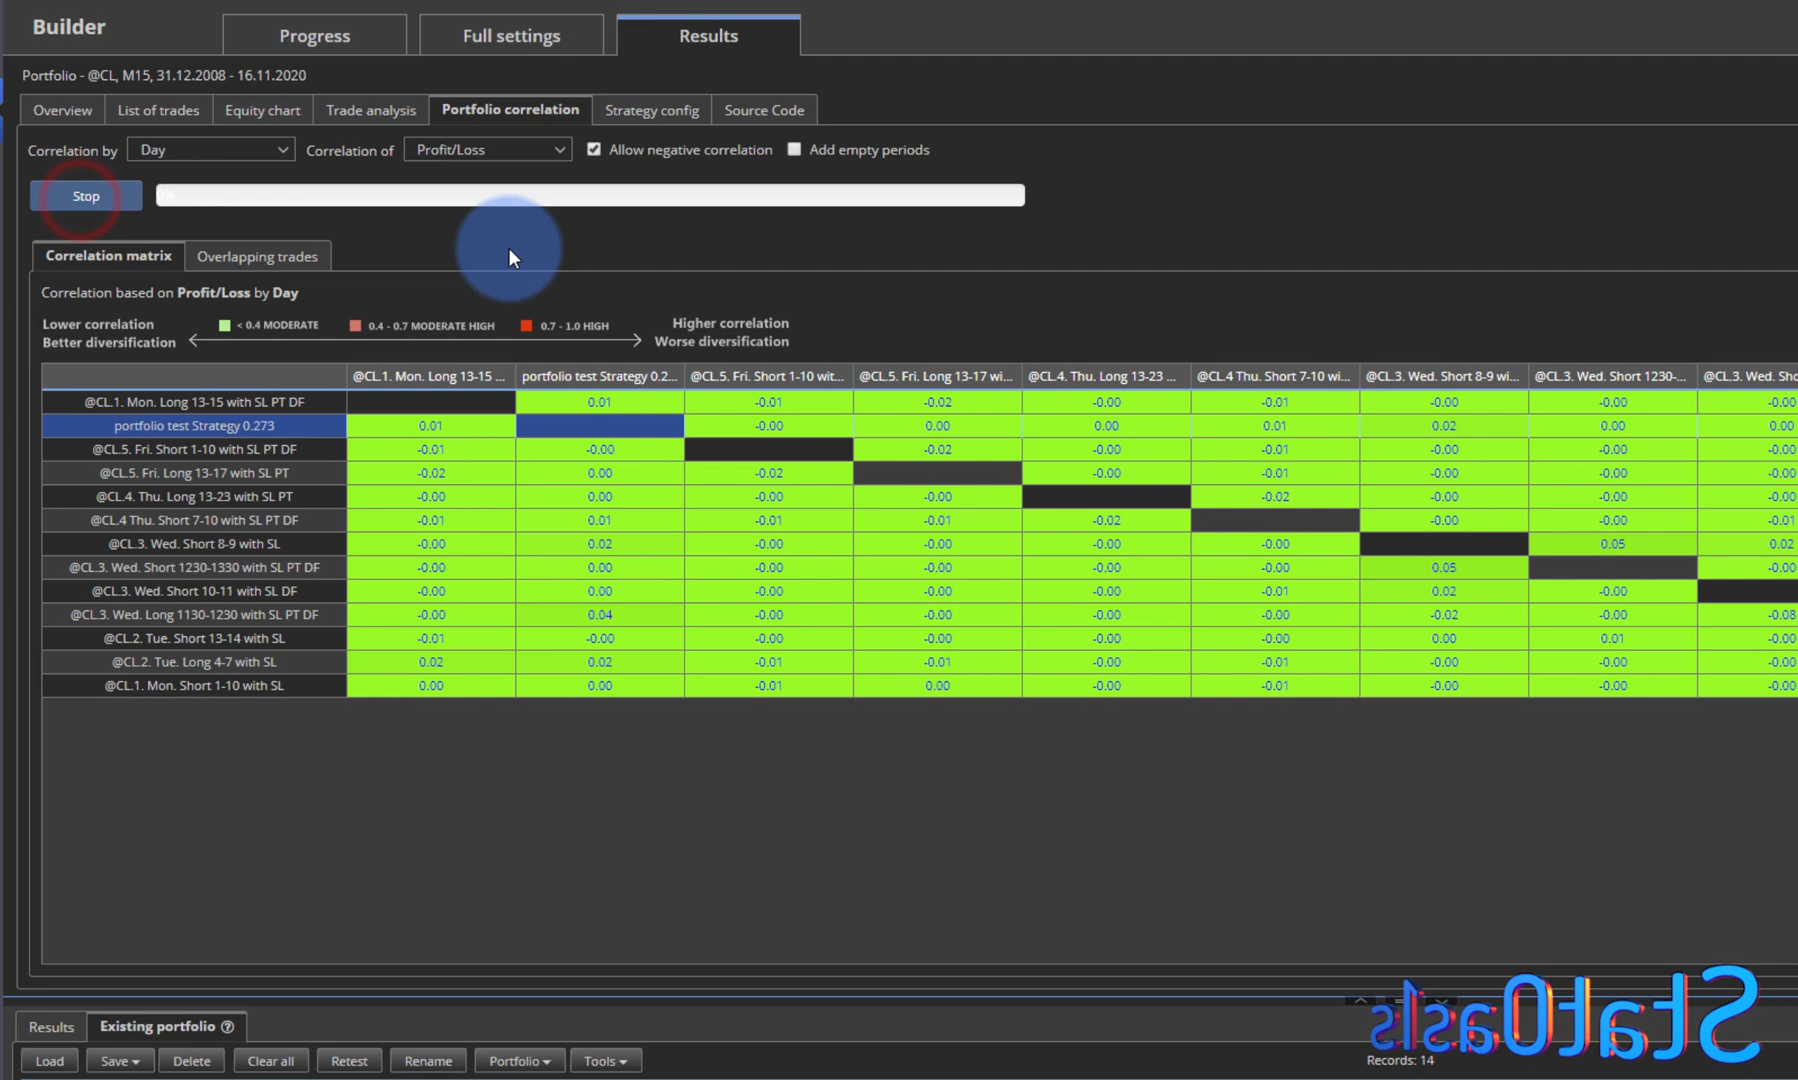 Builder
Progress
Full settings
Results
Portfolio - @CL, M15, 31.12.2008 - 16.11.2020
Overview
List of trades
Equity chart
Trade analysis
Portfolio correlation
Strategy config
Source Code
Correlation by
Day
Correlation of
Profit/Loss
Allow negative correlation
Add empty periods
Stop
Correlation matrix
Overlapping trades
Correlation based on Profit/Loss by Day
Lower correlation
Better diversification
< 0.4 MODERATE
0.4 - 0.7 MODERATE HIGH
0.7 - 1.0 HIGH
Higher correlation
Worse diversification
@CL.1. Mon. Long 13-15 ... portfolio test Strategy 0.2... @CL.5. Fri. Short 1-10 wit... @CL.5. Fri. Long 13-17 wi... @CL.4. Thu. Long 13-23 ... @CL.4 Thu. Short 7-10 wi... @CL.3. Wed. Short 8-9 wi... @CL.3. Wed. Short 1230-... @CL.3. Wed. Sho
@CL.1. Mon. Long 13-15 with SL PT DF 0.01 -0.01 -0.02 -0.00 -0.01 -0.00 -0.00 -0.00
portfolio test Strategy 0.273 0.01 -0.00 0.00 0.00 0.01 0.02 0.00 0.00
@CL.5. Fri. Short 1-10 with SL PT DF -0.01 -0.00 -0.02 -0.00 -0.01 -0.00 -0.00 -0.00
@CL.5. Fri. Long 13-17 with SL PT -0.02 0.00 -0.02 -0.00 -0.01 -0.00 -0.00 -0.00
@CL.4. Thu. Long 13-23 with SL PT -0.00 0.00 -0.00 -0.00 -0.02 -0.00 -0.00 -0.00
@CL.4 Thu. Short 7-10 with SL PT DF -0.01 0.01 -0.01 -0.01 -0.02 -0.00 -0.00 -0.01
@CL.3. Wed. Short 8-9 with SL -0.00 0.02 -0.00 -0.00 -0.00 -0.00 0.05 0.02
@CL.3. Wed. Short 1230-1330 with SL PT DF -0.00 0.00 -0.00 -0.00 -0.00 -0.00 0.05 -0.00
@CL.3. Wed. Short 10-11 with SL DF -0.00 0.00 -0.00 -0.00 -0.00 -0.01 0.02 -0.00
@CL.3. Wed. Long 1130-1230 with SL PT DF -0.00 0.04 -0.00 -0.00 -0.00 -0.00 -0.02 -0.00 -0.08
@CL.2. Tue. Short 13-14 with SL -0.01 -0.00 -0.00 -0.00 -0.00 -0.00 0.00 0.01 -0.00
@CL.2. Tue. Long 4-7 with SL 0.02 0.02 -0.01 -0.01 -0.00 -0.01 -0.00 -0.00 -0.00
@CL.1. Mon. Short 1-10 with SL 0.00 0.00 -0.01 0.00 -0.00 -0.01 -0.00 -0.00 -0.00
StatOasis
Results
Existing portfolio ?
Load
Save
Delete
Clear all
Retest
Rename
Portfolio
Tools
Records: 14